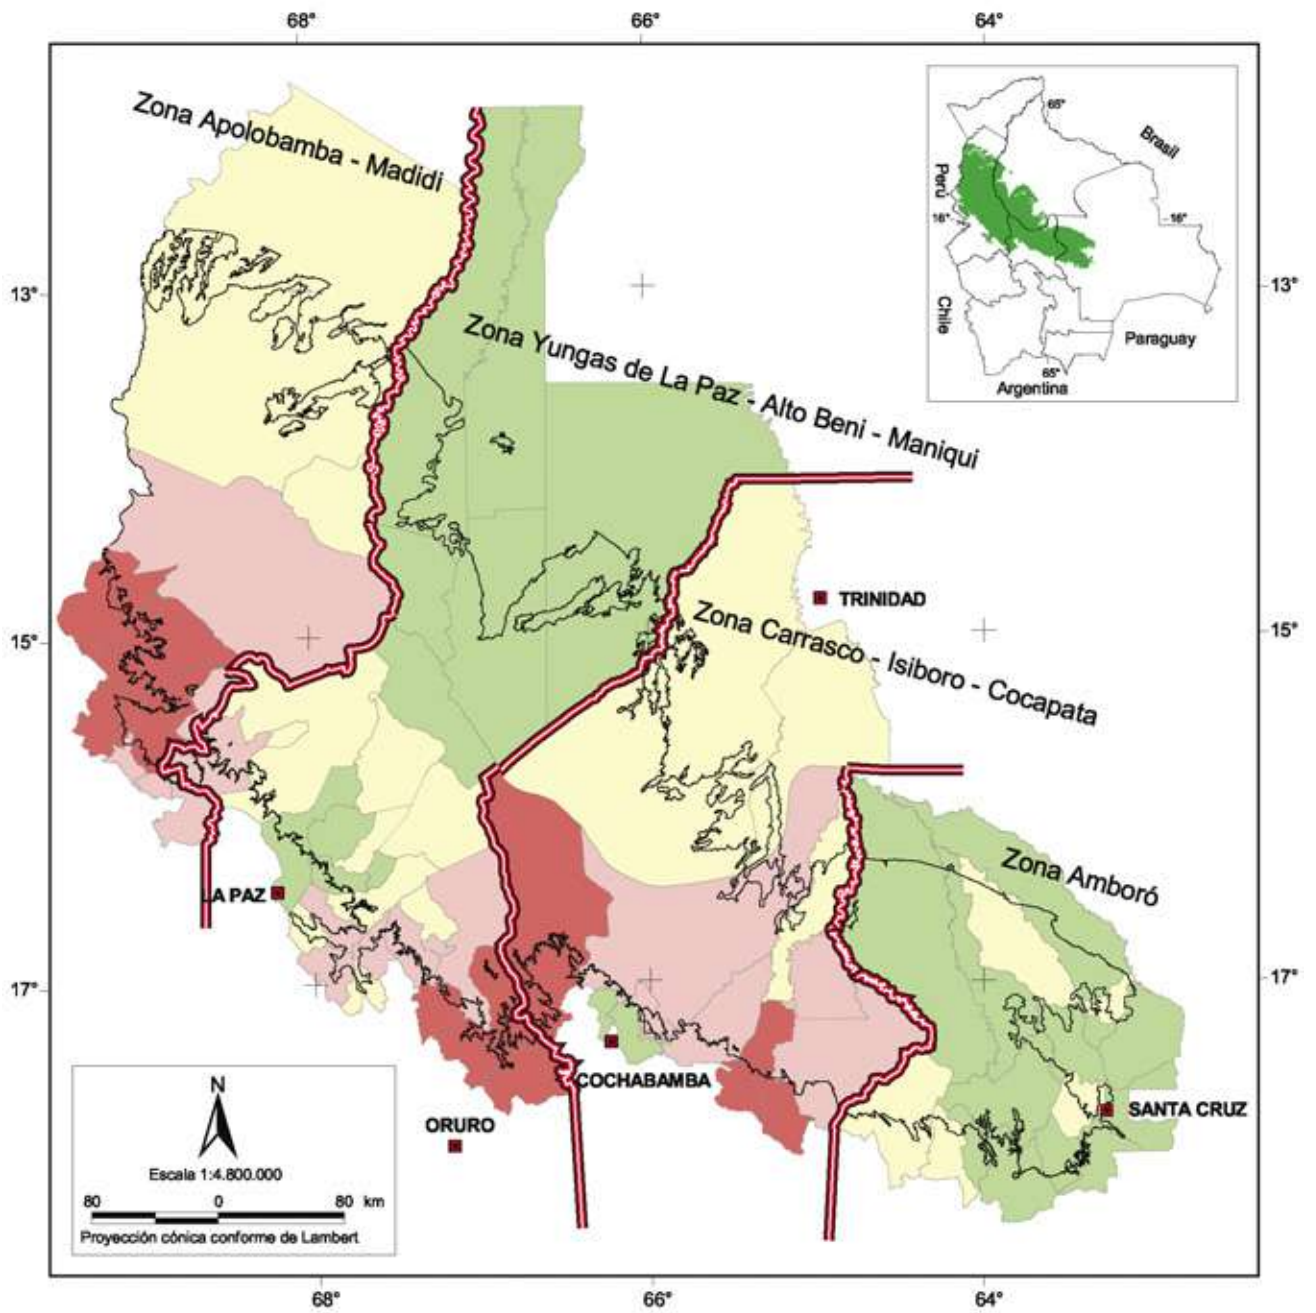 68°
66°
64°
Zona Apolobamba - Madidi
65°
Brasil
Perú
16°
16°
Chile
Paraguay
65°
Argentina
13°
13°
Zona Yungas de La Paz - Alto Beni - Maniqui
TRINIDAD
Zona Carrasco - Isiboro - Cocapata
15°
15°
Zona Amboró
LA PAZ
17°
17°
COCHABAMBA
ORURO
SANTA CRUZ
N
Escala 1:4.800.000
80 0 80 km
Proyección cónica conforme de Lambert
68°
66°
64°